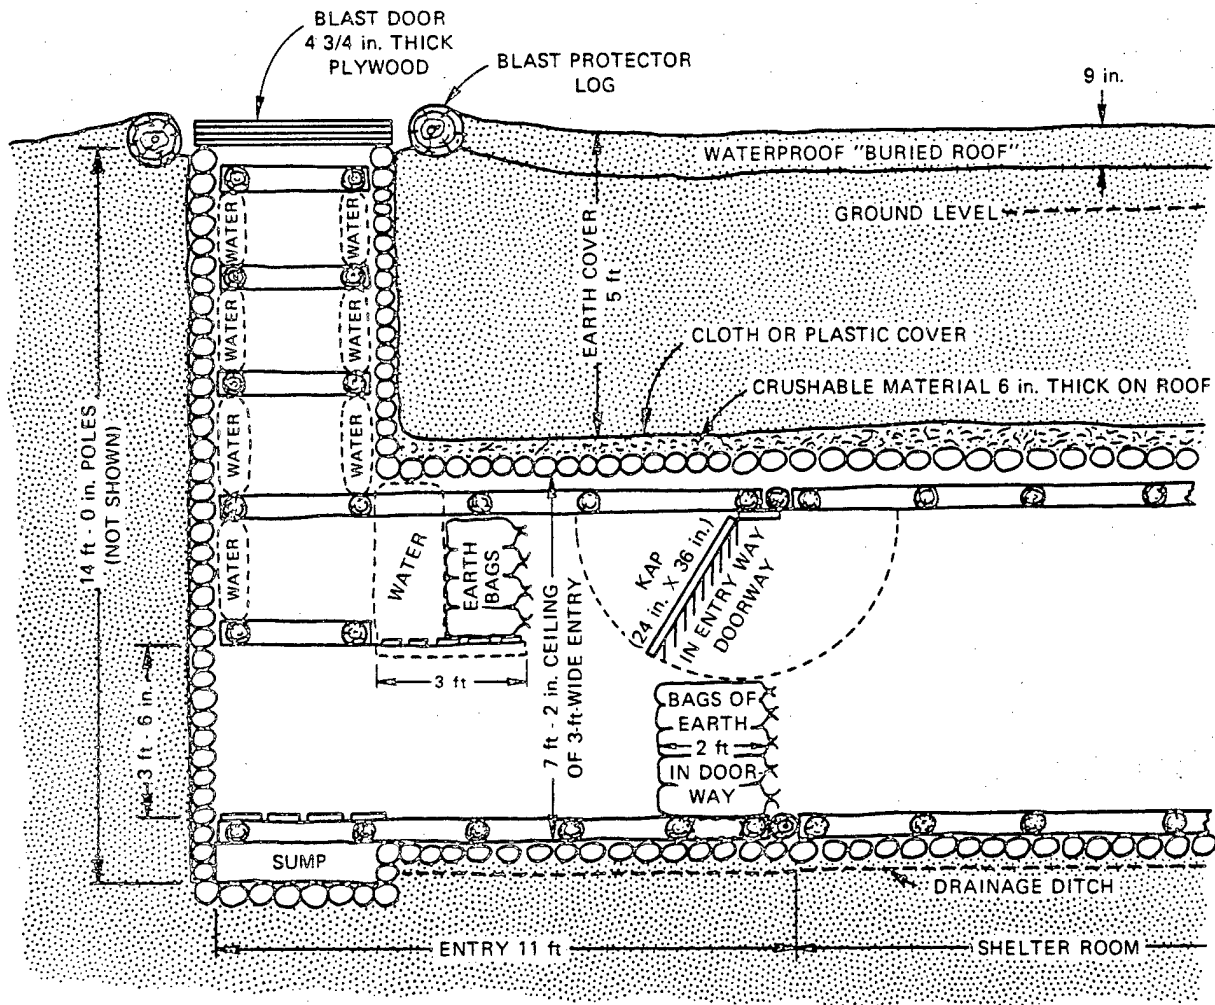 BLAST DOOR
4 3/4 in. THICK
PLYWOOD
BLAST PROTECTOR
LOG
9 in.
WATERPROOF "BURIED ROOF"
GROUND LEVEL
EARTH COVER
5 ft
CLOTH OR PLASTIC COVER
CRUSHABLE MATERIAL 6 in. THICK ON ROOF
WATER
WATER
WATER
WATER
WATER
WATER
WATER
14 ft - 0 in. POLES
(NOT SHOWN)
WATER
EARTH
BAGS
3 ft
3 ft - 6 in.
7 ft - 2 in. CEILING
OF 3-ft-WIDE ENTRY
KAP
(24 in. X 36 in.)
IN ENTRY WAY
DOORWAY
BAGS OF
EARTH
2 ft
IN DOOR-
WAY
SUMP
DRAINAGE DITCH
ENTRY 11 ft
SHELTER ROOM